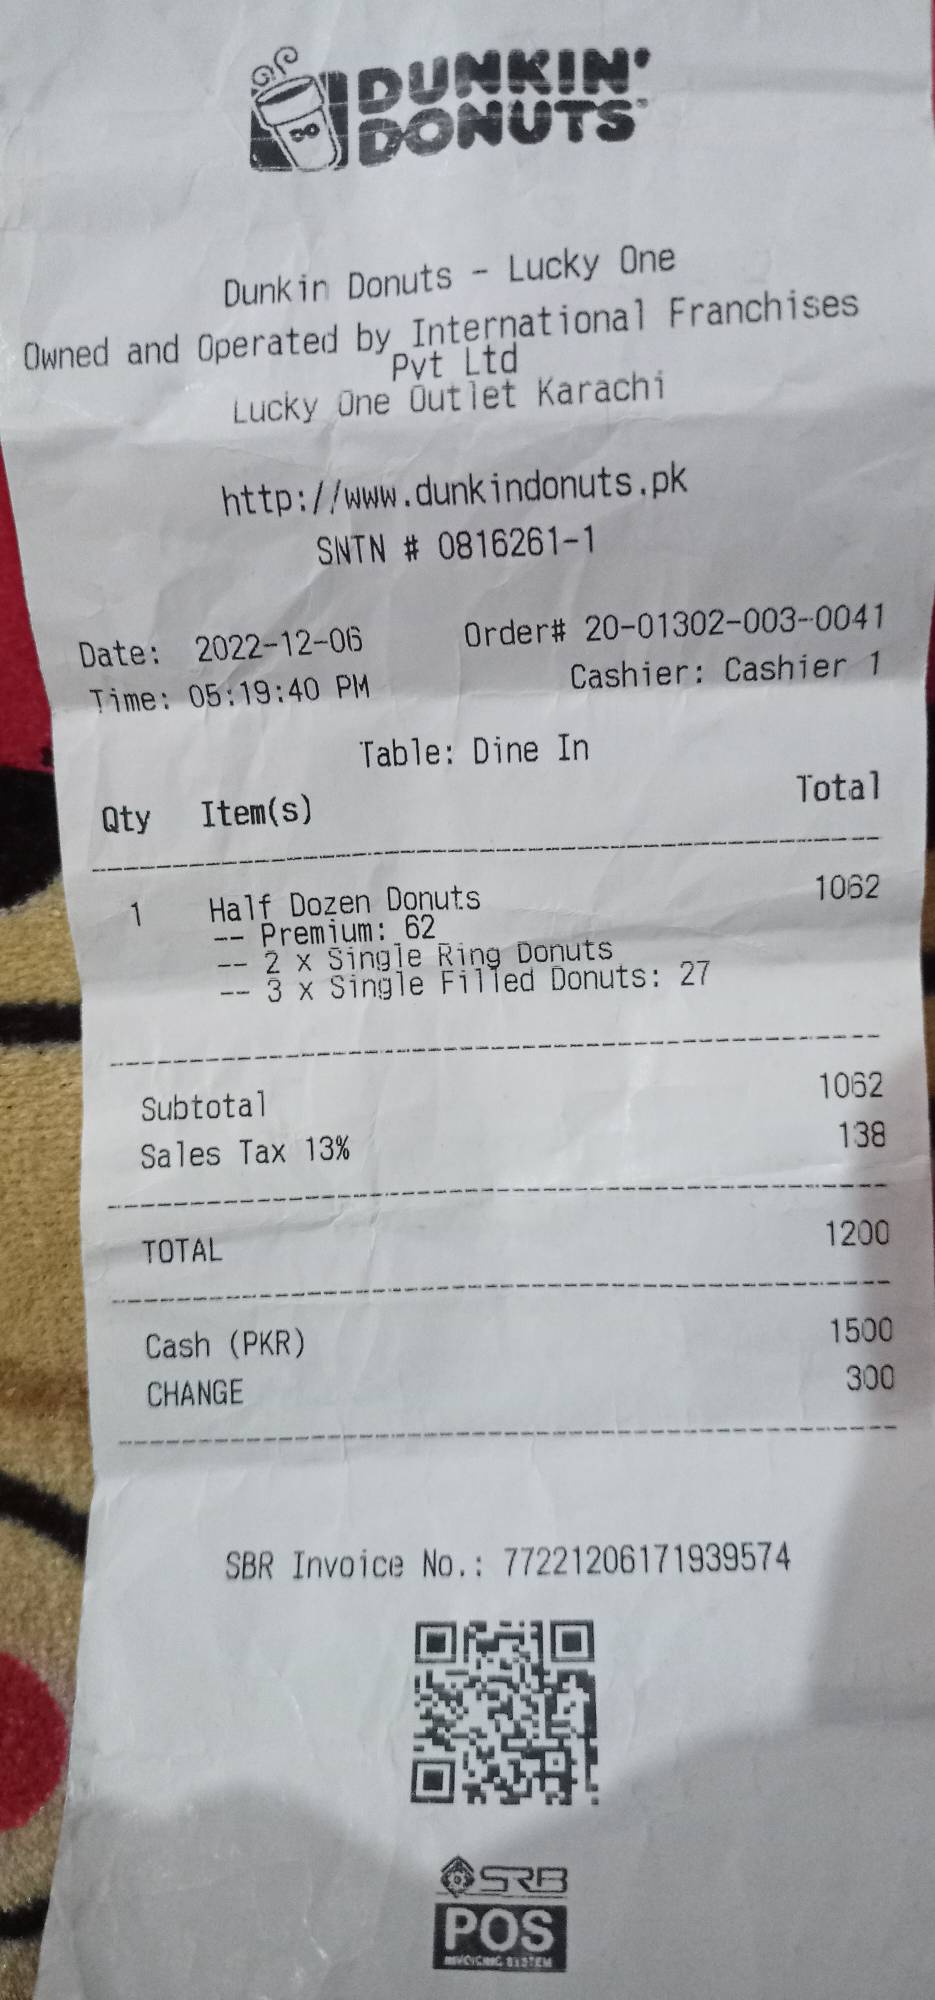 DUNKIN'
DONUTS
Dunkin Donuts - Lucky One
Owned and Operated by International Franchises
Pvt Ltd
Lucky One Outlet Karachi
http://www.dunkindonuts.pk
SNTN # 0816261-1
Date: 2022-12-06 Order# 20-01302-003-0041
Time: 05:19:40 PM Cashier: Cashier 1
Table: Dine In
Qty Item(s) Total
1 Half Dozen Donuts 1062
-- Premium: 62
-- 2 x Single Ring Donuts
-- 3 x Single Filled Donuts: 27
Subtotal 1062
Sales Tax 13% 138
TOTAL 1200
Cash (PKR) 1500
CHANGE 300
SBR Invoice No.: 77221206171939574
SRB
POS
INVOICING SYSTEM